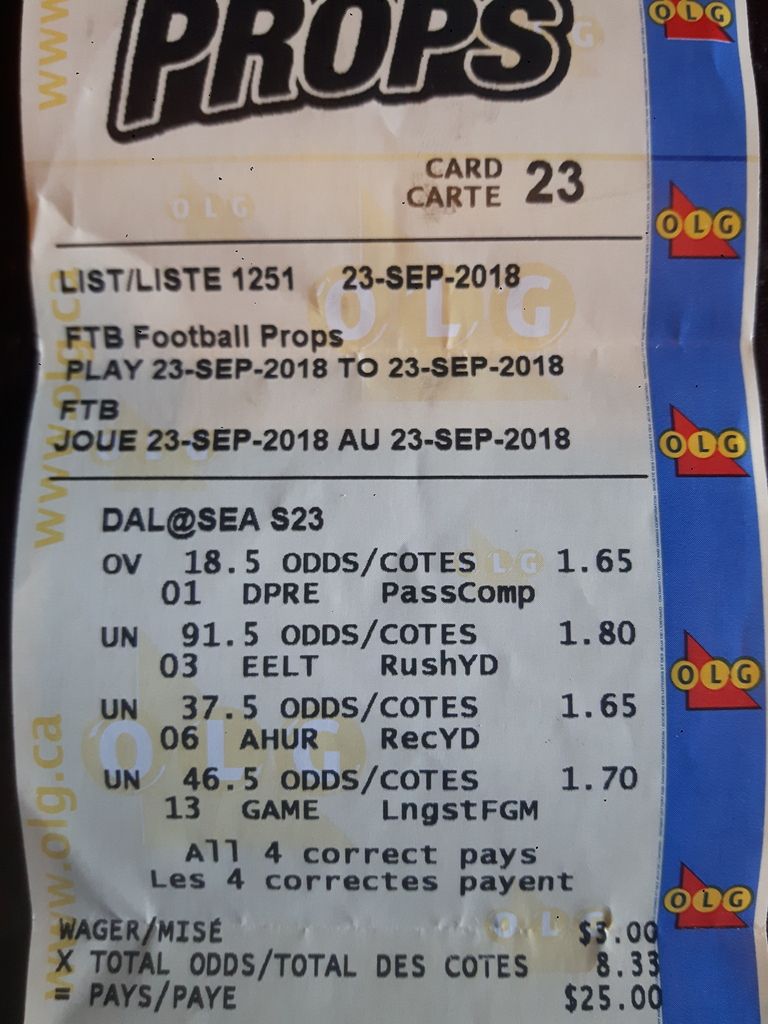 PROPS
CARD
CARTE 23
LIST/LISTE 1251 23-SEP-2018
FTB Football Props
PLAY 23-SEP-2018 TO 23-SEP-2018
FTB
JOUE 23-SEP-2018 AU 23-SEP-2018
DAL@SEA S23
OV 18.5 ODDS/COTES 1.65
01 DPRE PassComp
UN 91.5 ODDS/COTES 1.80
03 EELT RushYD
UN 37.5 ODDS/COTES 1.65
06 AHUR RecYD
UN 46.5 ODDS/COTES 1.70
13 GAME LngstFGM
All 4 correct pays
Les 4 correctes payent
WAGER/MISÉ $3.00
X TOTAL ODDS/TOTAL DES COTES 8.33
= PAYS/PAYE $25.00
OLG
OLG
OLG
OLG
OLG
www.olg.ca
www.olg.ca